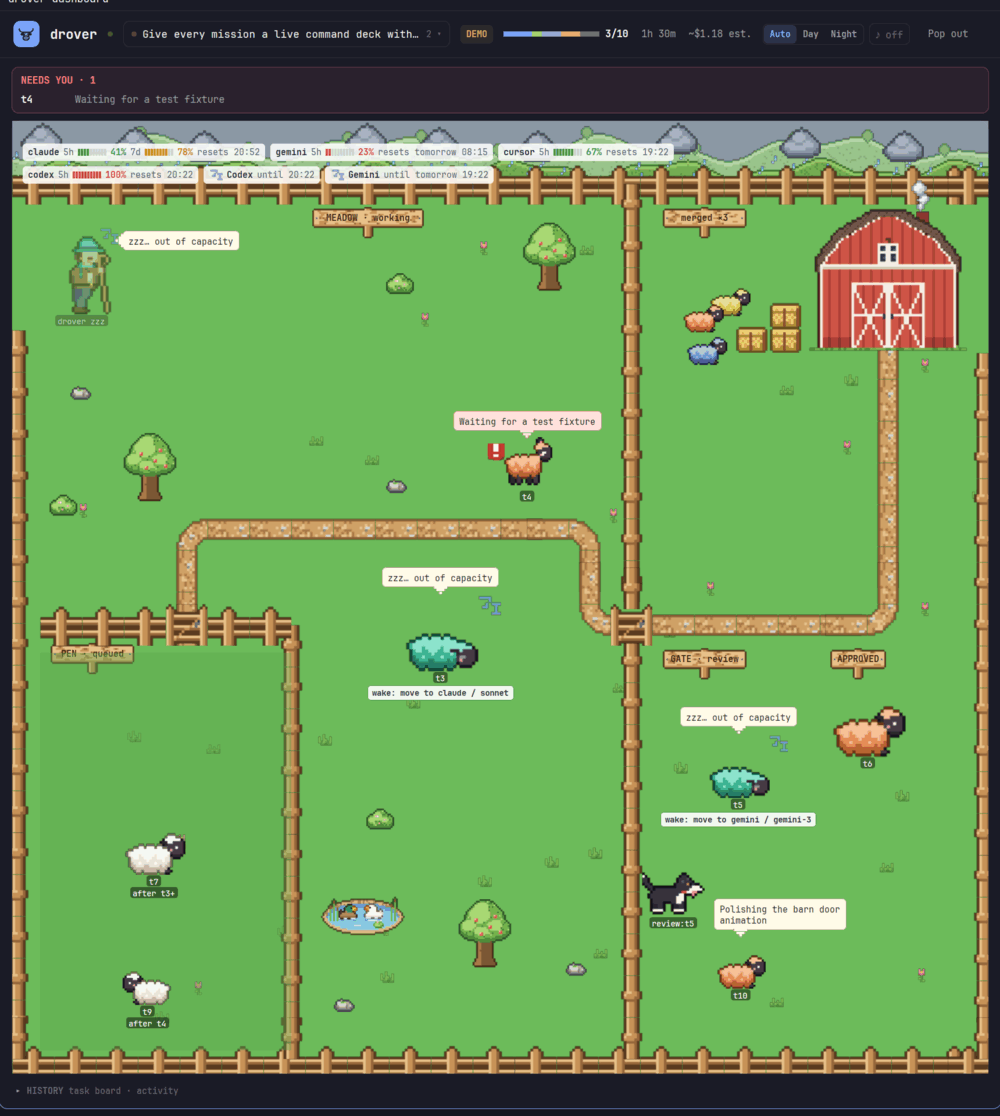 drover dashboard
drover
Give every mission a live command deck with…
2
DEMO
3/10
1h 30m
~$1.18 est.
Auto
Day
Night
♪ off
Pop out
NEEDS YOU · 1
t4 Waiting for a test fixture
claude 5h 41% 7d 78% resets 20:52
gemini 5h 23% resets tomorrow 08:15
cursor 5h 67% resets 19:22
codex 5h 100% resets 20:22
Codex until 20:22
Gemini until tomorrow 19:22
MEADOW · working
merged ·3
zzz… out of capacity
drover zzz
Waiting for a test fixture
t4
zzz… out of capacity
t3
wake: move to claude / sonnet
PEN · queued
GATE · review
APPROVED
zzz… out of capacity
t6
t5
wake: move to gemini / gemini-3
t7
after t3+
review:t5
Polishing the barn door
animation
t10
t9
after t4
HISTORY task board · activity